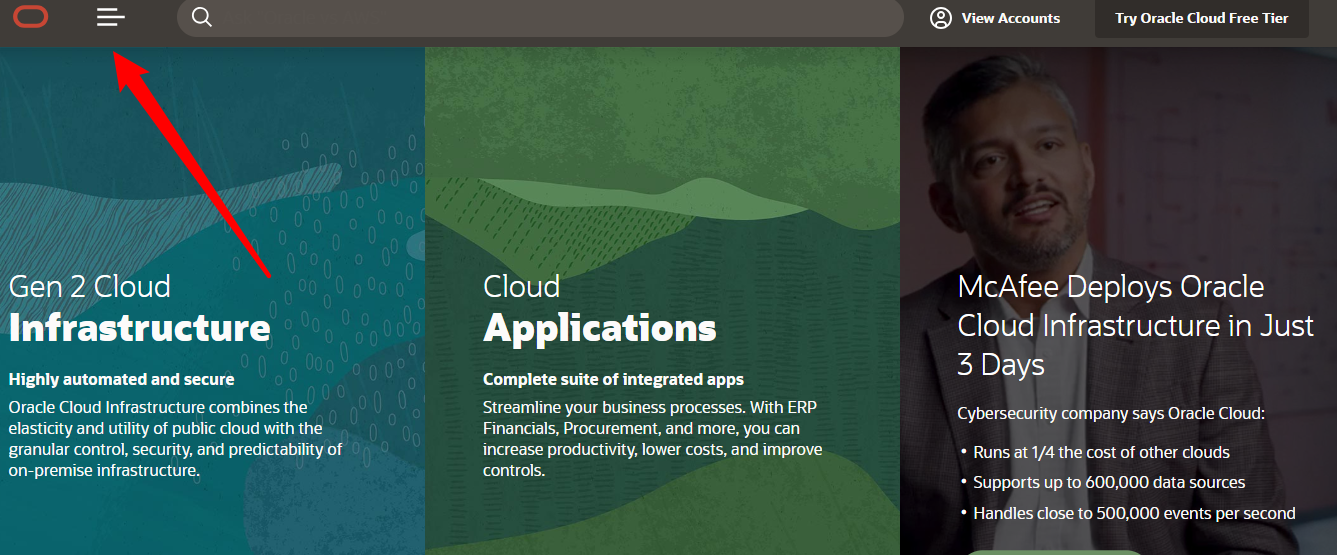 View Accounts
Try Oracle Cloud Free Tier
Gen 2 Cloud
Infrastructure
Highly automated and secure
Oracle Cloud Infrastructure combines the
elasticity and utility of public cloud with the
granular control, security, and predictability of
on-premise infrastructure.
Cloud
Applications
Complete suite of integrated apps
Streamline your business processes. With ERP
Financials, Procurement, and more, you can
increase productivity, lower costs, and improve
controls.
McAfee Deploys Oracle
Cloud Infrastructure in Just
3 Days
Cybersecurity company says Oracle Cloud:
• Runs at 1/4 the cost of other clouds
• Supports up to 600,000 data sources
• Handles close to 500,000 events per second